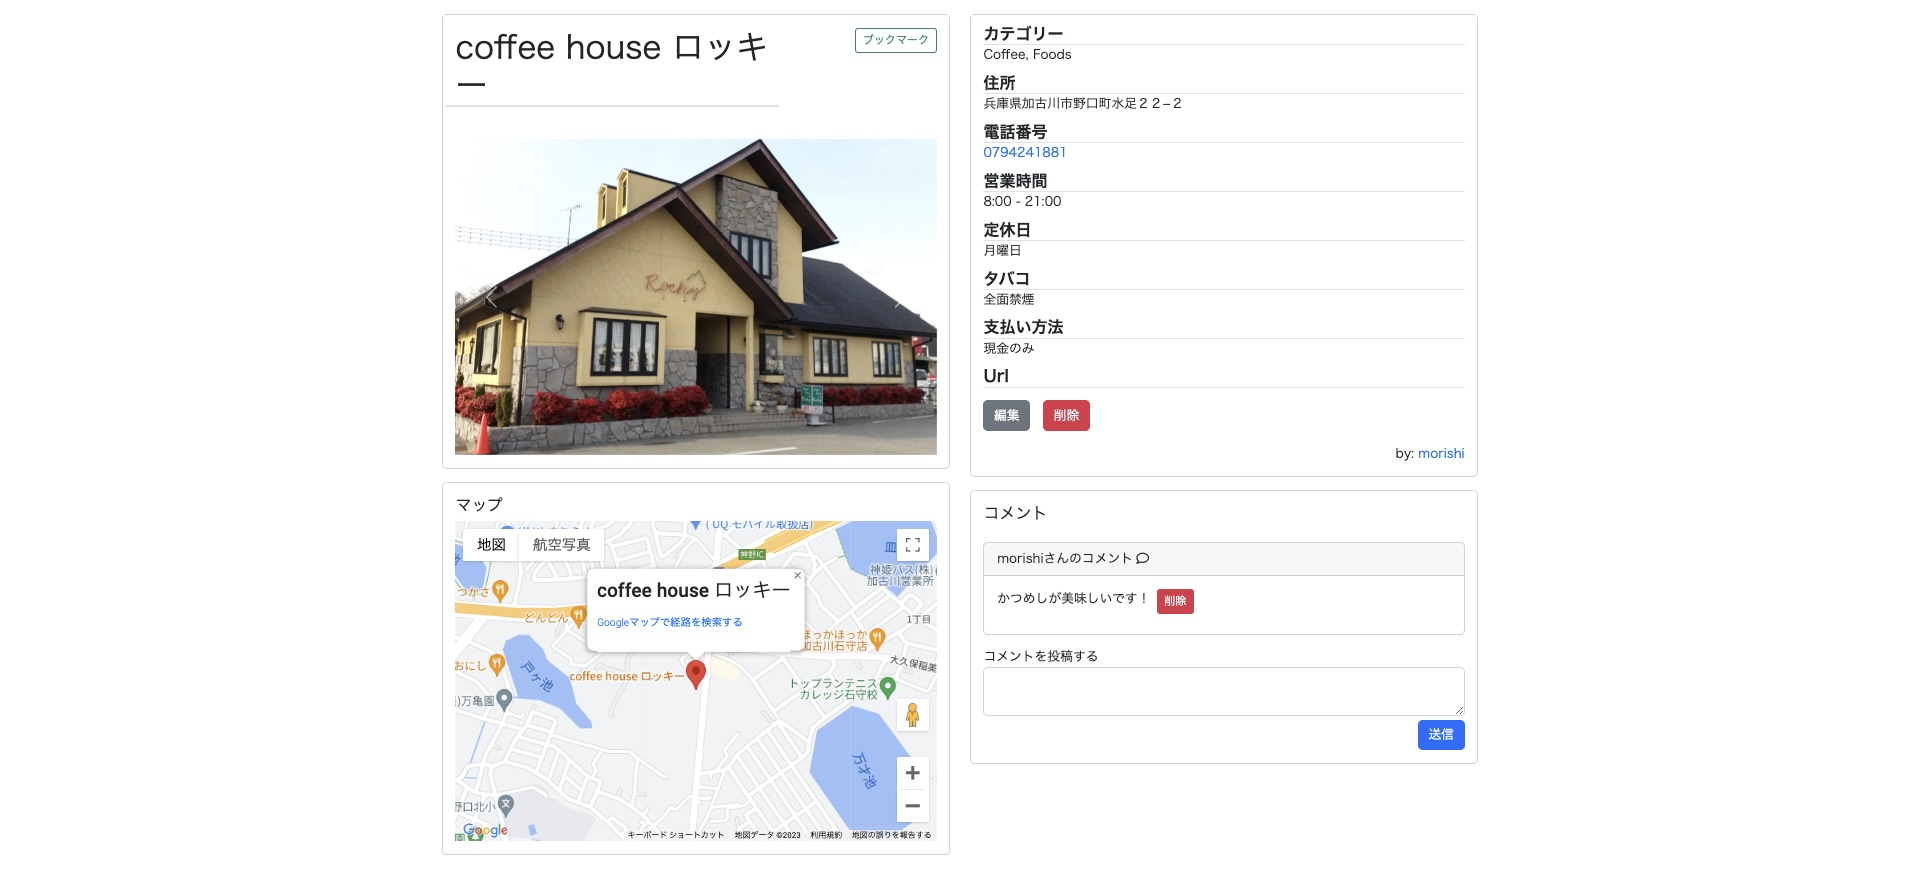 coffee house ロッキ
ー
ブックマーク
Rocky
マップ
地図
航空写真
( UQ モバイル取扱店)
神野IC
皿
神姫バス(株)
加古川営業所
つかさ
どんどん
coffee house ロッキー
Googleマップで経路を検索する
1丁目
ほっかほっか
加古川石守店
大久保稲美
おにし
戸ヶ池
coffee house ロッキー
トップランテニス
カレッジ石守校
)万亀園
万才池
野口北小
文
園
Google
キーボード ショートカット
地図データ ©2023
利用規約
地図の誤りを報告する
カテゴリー
Coffee, Foods
住所
兵庫県加古川市野口町水足２２−２
電話番号
0794241881
営業時間
8:00 - 21:00
定休日
月曜日
タバコ
全面禁煙
支払い方法
現金のみ
Url
編集
削除
by: morishi
コメント
morishiさんのコメント
かつめしが美味しいです！
削除
コメントを投稿する
送信